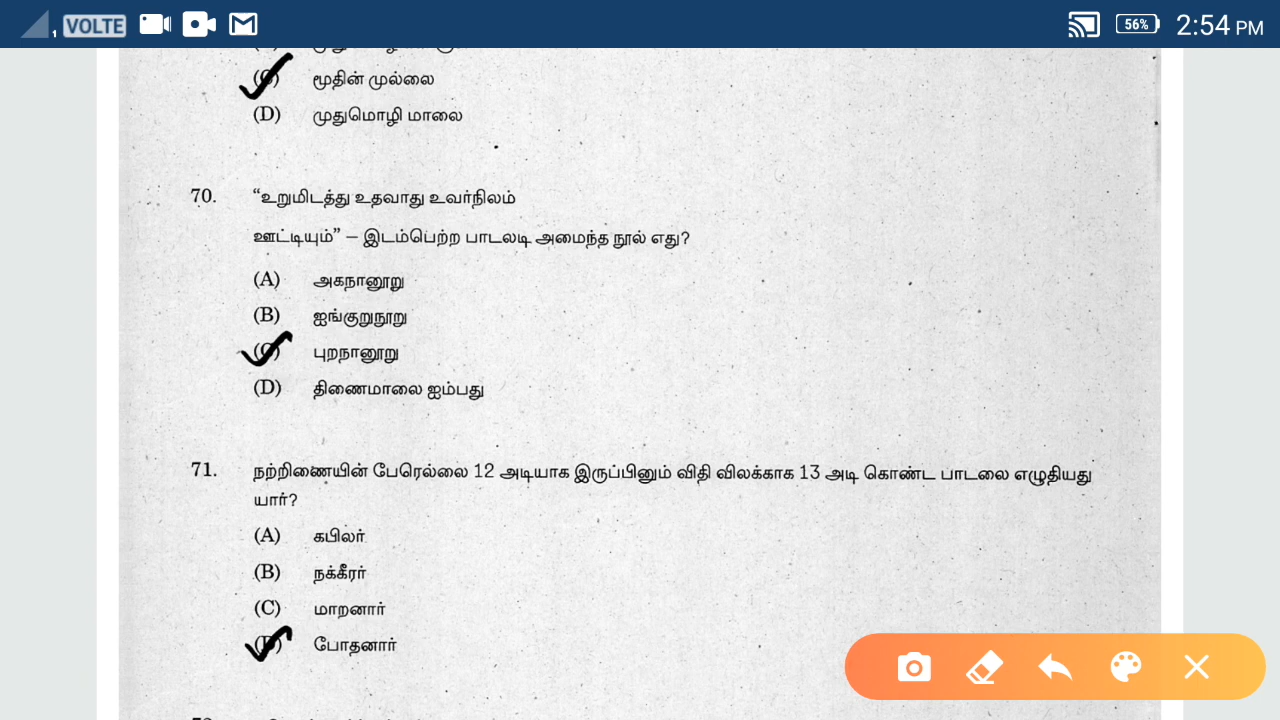 1 VOLTE 56% 2:54 PM
(C) மூதின் முல்லை
(D) முதுமொழி மாலை
70. “உறுமிடத்து உதவாது உவர்நிலம்
ஊட்டியும்” – இடம்பெற்ற பாடலடி அமைந்த நூல் எது?
(A) அகநானூறு
(B) ஐங்குறுநூறு
(C) புறநானூறு
(D) திணைமாலை ஐம்பது
71. நற்றிணையின் பேரெல்லை 12 அடியாக இருப்பினும் விதி விலக்காக 13 அடி கொண்ட பாடலை எழுதியது
யார்?
(A) கபிலர்
(B) நக்கீரர்
(C) மாறனார்
(D) போதனார்